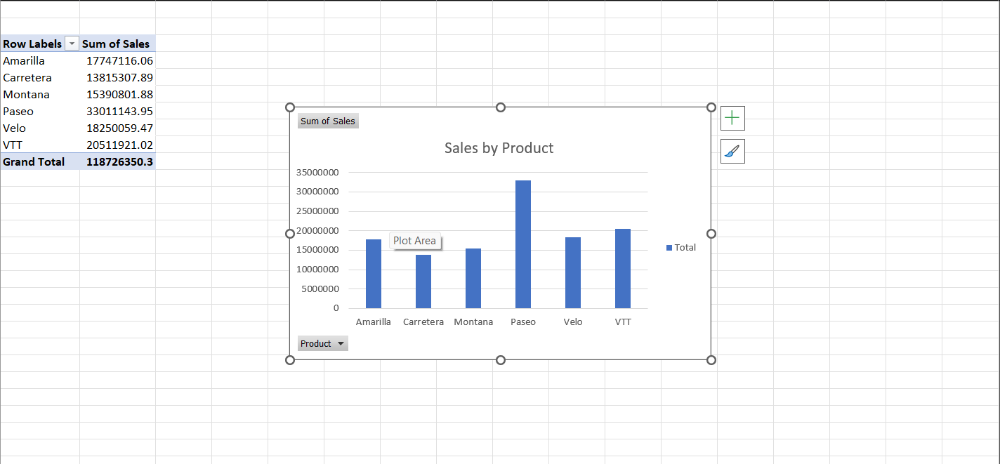 Row Labels Sum of Sales
Amarilla 17747116.06
Carretera 13815307.89
Montana 15390801.88
Paseo 33011143.95
Velo 18250059.47
VTT 20511921.02
Grand Total 118726350.3
Sum of Sales
Sales by Product
35000000
30000000
25000000
20000000
15000000
10000000
5000000
0
Plot Area
Total
Amarilla Carretera Montana Paseo Velo VTT
Product